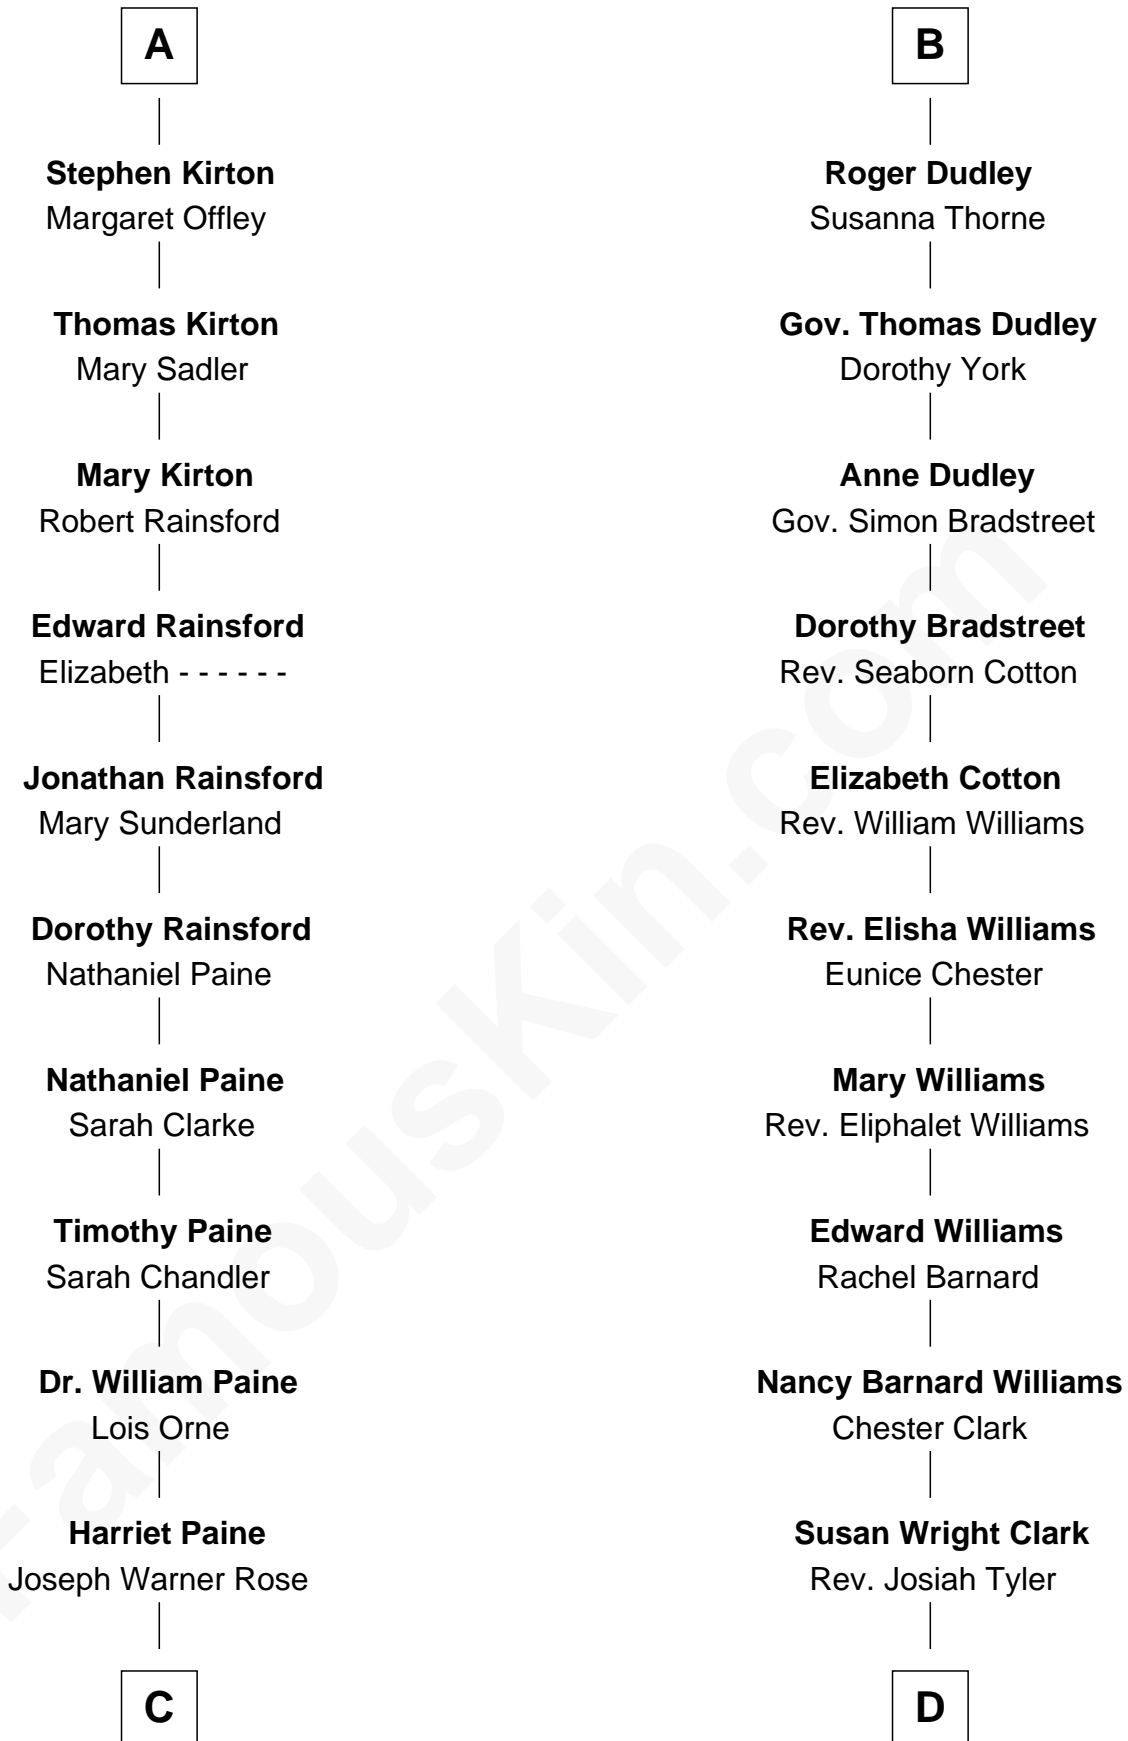 A
Stephen Kirton
Margaret Offley
Thomas Kirton
Mary Sadler
Mary Kirton
Robert Rainsford
Edward Rainsford
Elizabeth - - - - - -
Jonathan Rainsford
Mary Sunderland
Dorothy Rainsford
Nathaniel Paine
Nathaniel Paine
Sarah Clarke
Timothy Paine
Sarah Chandler
Dr. William Paine
Lois Orne
Harriet Paine
Joseph Warner Rose
C
B
Roger Dudley
Susanna Thorne
Gov. Thomas Dudley
Dorothy York
Anne Dudley
Gov. Simon Bradstreet
Dorothy Bradstreet
Rev. Seaborn Cotton
Elizabeth Cotton
Rev. William Williams
Rev. Elisha Williams
Eunice Chester
Mary Williams
Rev. Eliphalet Williams
Edward Williams
Rachel Barnard
Nancy Barnard Williams
Chester Clark
Susan Wright Clark
Rev. Josiah Tyler
D
FamousKin.com